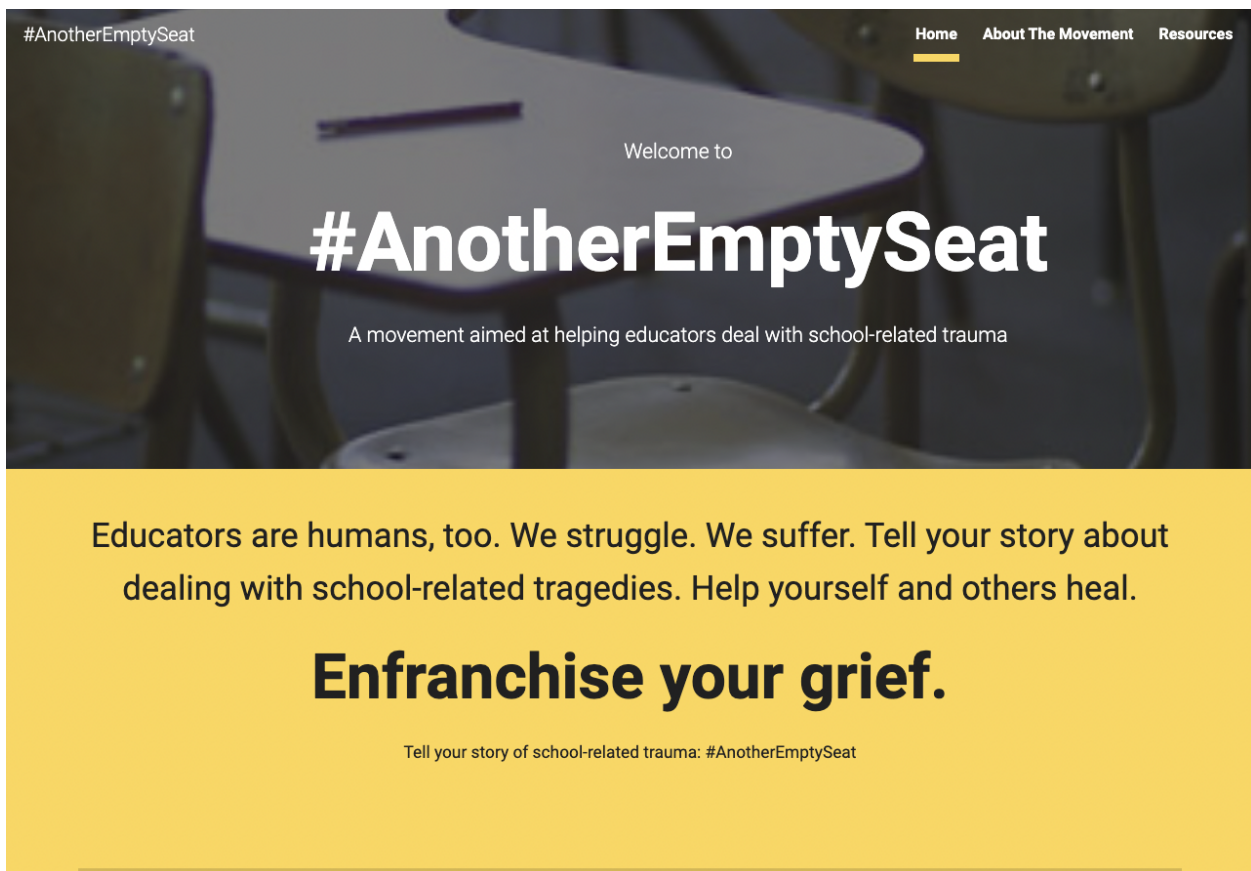 #AnotherEmptySeat
Home About The Movement Resources
Welcome to
#AnotherEmptySeat
A movement aimed at helping educators deal with school-related trauma
Educators are humans, too. We struggle. We suffer. Tell your story about
dealing with school-related tragedies. Help yourself and others heal.
Enfranchise your grief.
Tell your story of school-related trauma: #AnotherEmptySeat